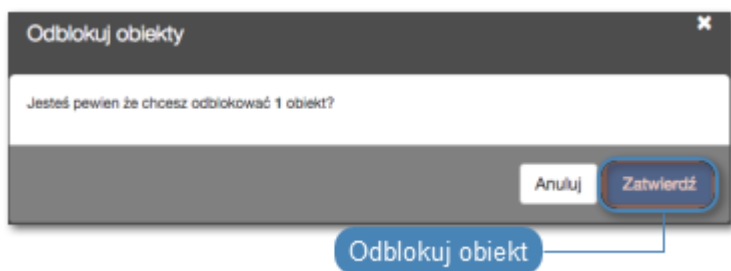 Odblokuj obiekty
Jesteś pewien że chcesz odblokować 1 obiekt?
Anuluj
Zatwierdź
Odblokuj obiekt